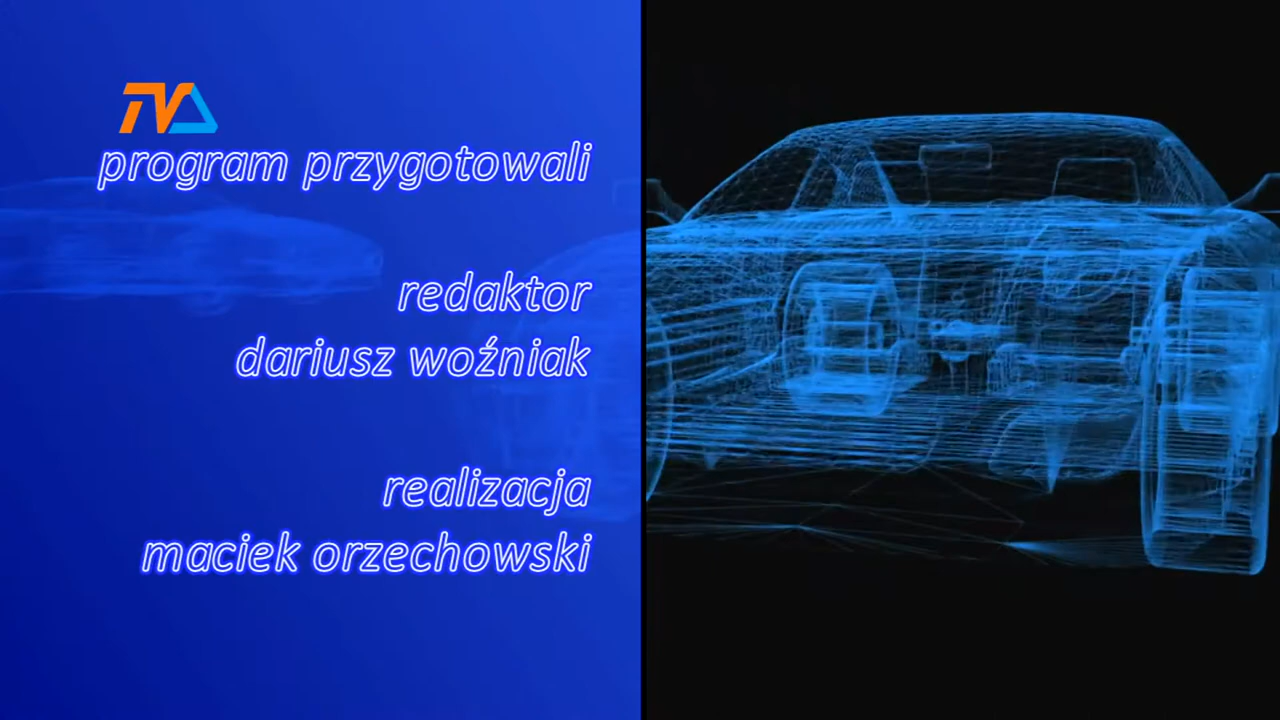 TVA
program przygotowali
redaktor
dariusz woźniak
realizacja
maciek orzechowski